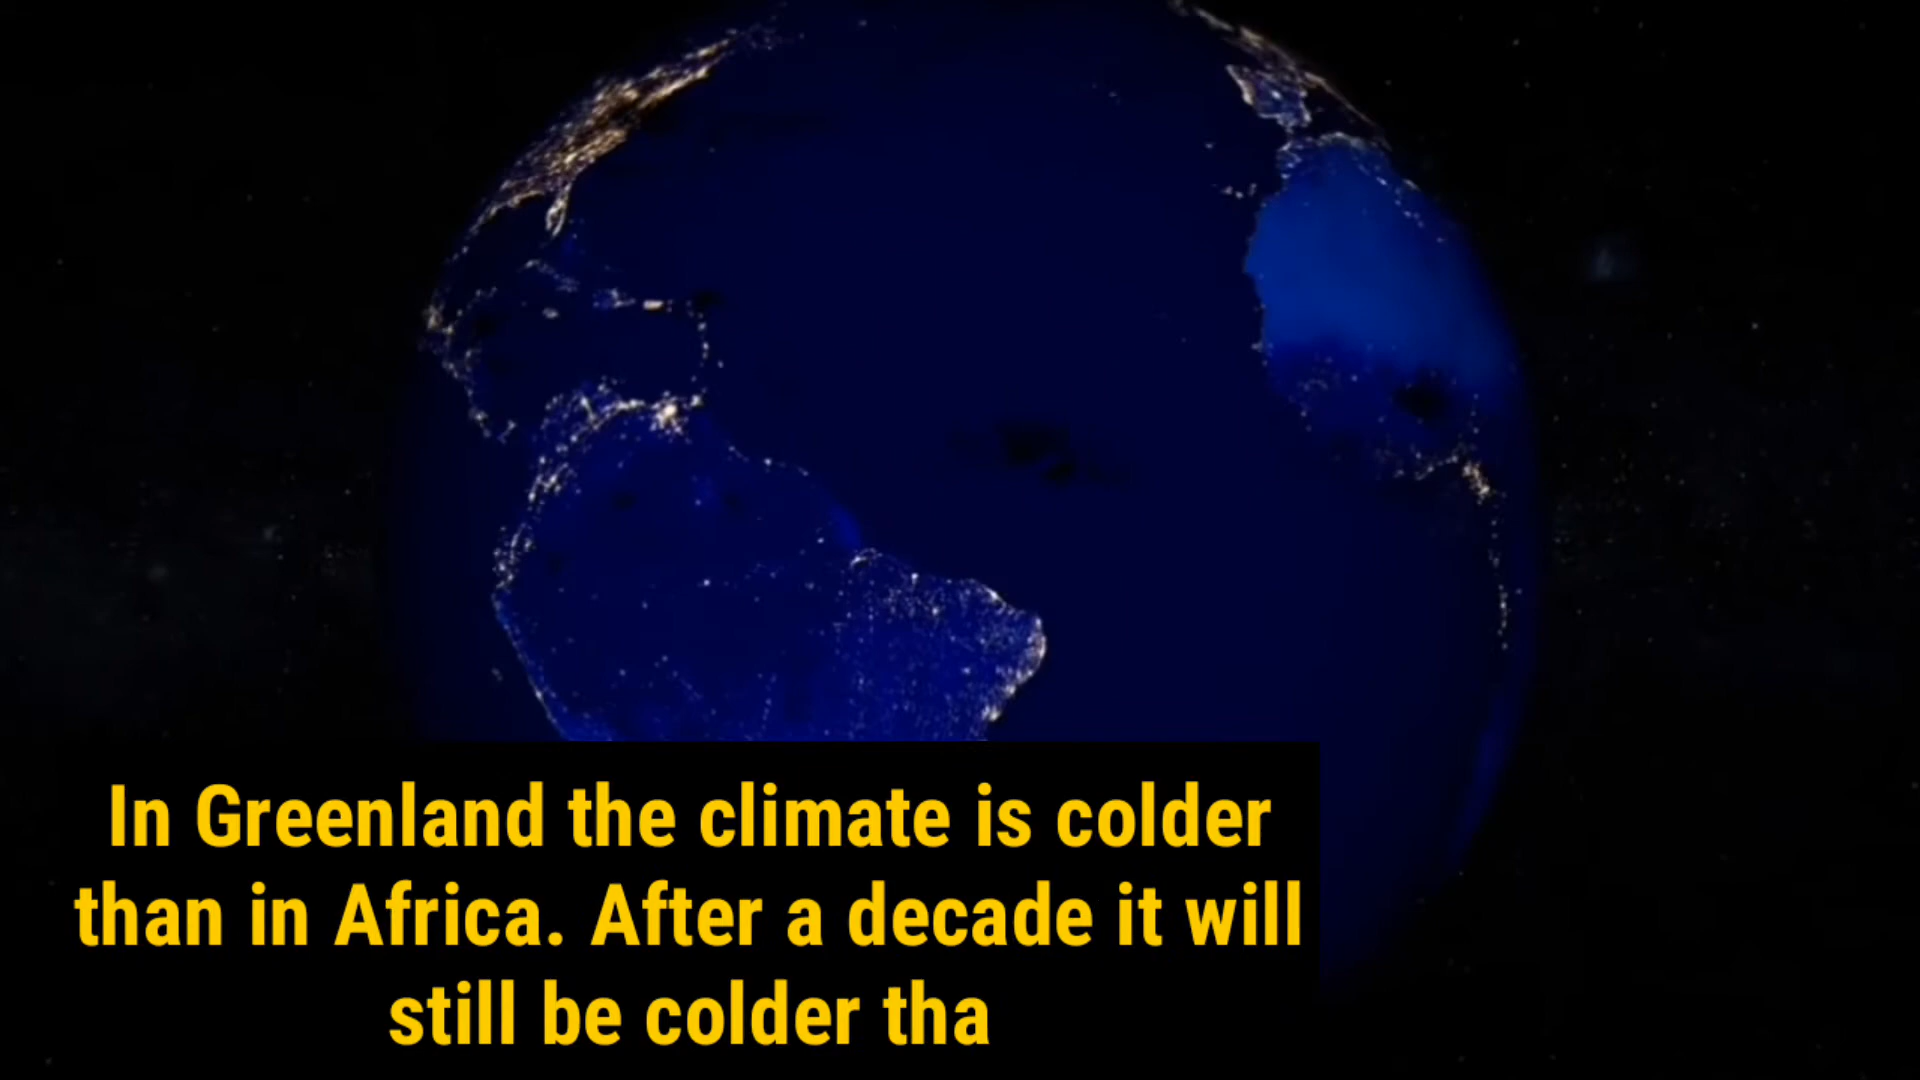 In Greenland the climate is colder
than in Africa. After a decade it will
still be colder tha